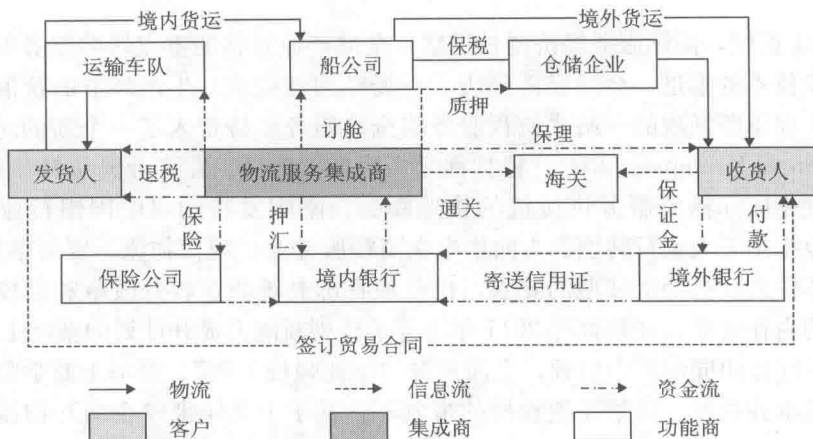 境内货运
境外货运
运输车队
船公司
保税
仓储企业
质押
订舱
保理
发货人
退税
物流服务集成商
海关
收货人
通关
保险
押汇
保证金
付款
保险公司
境内银行
寄送信用证
境外银行
签订贸易合同
物流
信息流
资金流
客户
集成商
功能商